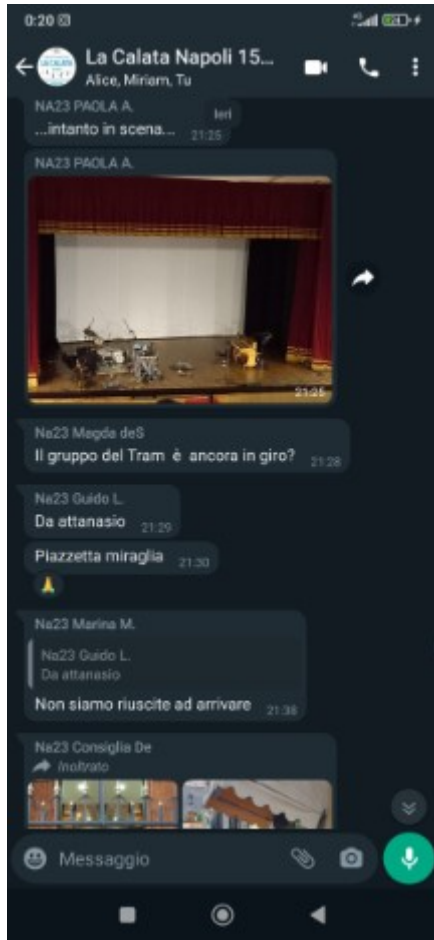 0:20
La Calata Napoli 15...
Alice, Miriam, Tu
NA23 PAOLA A.
Ieri
...intanto in scena...
21:25
NA23 PAOLA A.
21:25
Na23 Magda deS
Il gruppo del Tram è ancora in giro?
21:28
Na23 Guido L.
Da attanasio
21:29
Piazzetta miraglia
21:30
Na23 Marina M.
Na23 Guido L.
Da attanasio
Non siamo riuscite ad arrivare
21:38
Na23 Consiglia De
Inoltrato
Messaggio